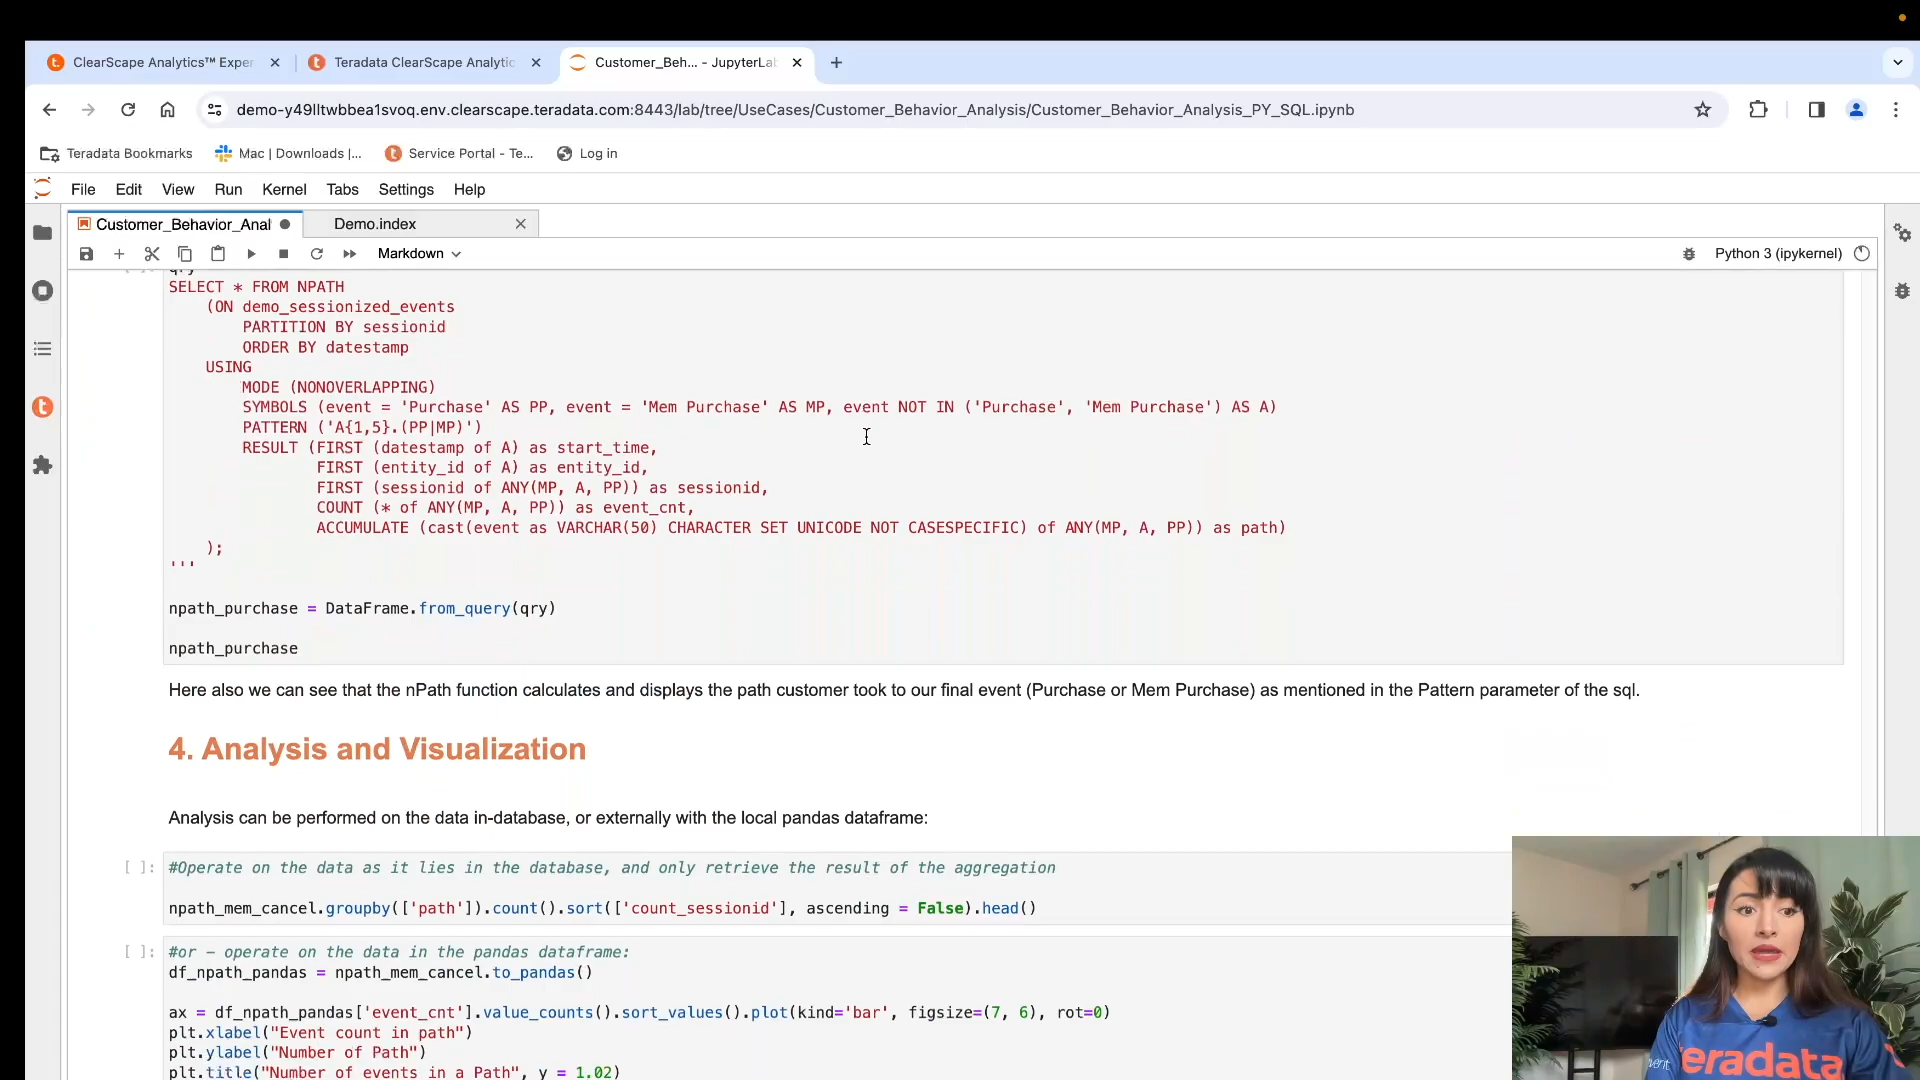 ClearScape Analytics™ Exper
Teradata ClearScape Analytic
Customer_Beh... - JupyterLa
demo-y49lltwbbea1svoq.env.clearscape.teradata.com:8443/lab/tree/UseCases/Customer_Behavior_Analysis/Customer_Behavior_Analysis_PY_SQL.ipynb
Teradata Bookmarks
Mac | Downloads |...
Service Portal - Te...
Log in
File Edit View Run Kernel Tabs Settings Help
Customer_Behavior_Anal
Demo.index
Markdown
Python 3 (ipykernel)
SELECT * FROM NPATH
(ON demo_sessionized_events
PARTITION BY sessionid
ORDER BY datestamp
USING
MODE (NONOVERLAPPING)
SYMBOLS (event = 'Purchase' AS PP, event = 'Mem Purchase' AS MP, event NOT IN ('Purchase', 'Mem Purchase') AS A)
PATTERN ('A{1,5}.(PP|MP)')
RESULT (FIRST (datestamp of A) as start_time,
FIRST (entity_id of A) as entity_id,
FIRST (sessionid of ANY(MP, A, PP)) as sessionid,
COUNT (* of ANY(MP, A, PP)) as event_cnt,
ACCUMULATE (cast(event as VARCHAR(50) CHARACTER SET UNICODE NOT CASESPECIFIC) of ANY(MP, A, PP)) as path)
);
'''
npath_purchase = DataFrame.from_query(qry)
npath_purchase
Here also we can see that the nPath function calculates and displays the path customer took to our final event (Purchase or Mem Purchase) as mentioned in the Pattern parameter of the sql.
4. Analysis and Visualization
Analysis can be performed on the data in-database, or externally with the local pandas dataframe:
[ ]: #Operate on the data as it lies in the database, and only retrieve the result of the aggregation
npath_mem_cancel.groupby(['path']).count().sort(['count_sessionid'], ascending = False).head()
[ ]: #or – operate on the data in the pandas dataframe:
df_npath_pandas = npath_mem_cancel.to_pandas()
ax = df_npath_pandas['event_cnt'].value_counts().sort_values().plot(kind='bar', figsize=(7, 6), rot=0)
plt.xlabel("Event count in path")
plt.ylabel("Number of Path")
plt.title("Number of events in a Path", y = 1.02)
teradata